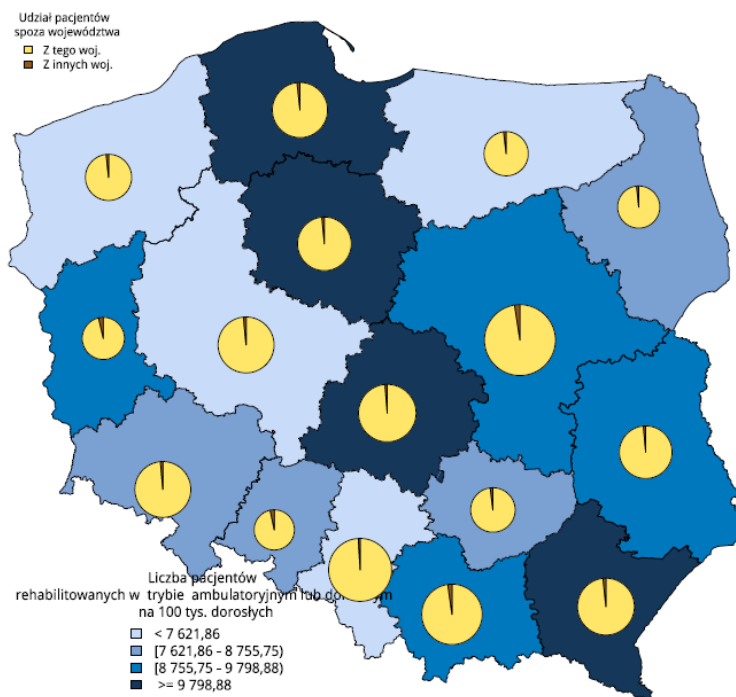 Udział pacjentów
spoza województwa
Z tego woj.
Z innych woj.
Liczba pacjentów
rehabilitowanych w trybie ambulatoryjnym lub
na 100 tys. dorosłych
< 7 621,86
[7 621,86 – 8 755,75)
[8 755,75 – 9 798,88)
>= 9 798,88